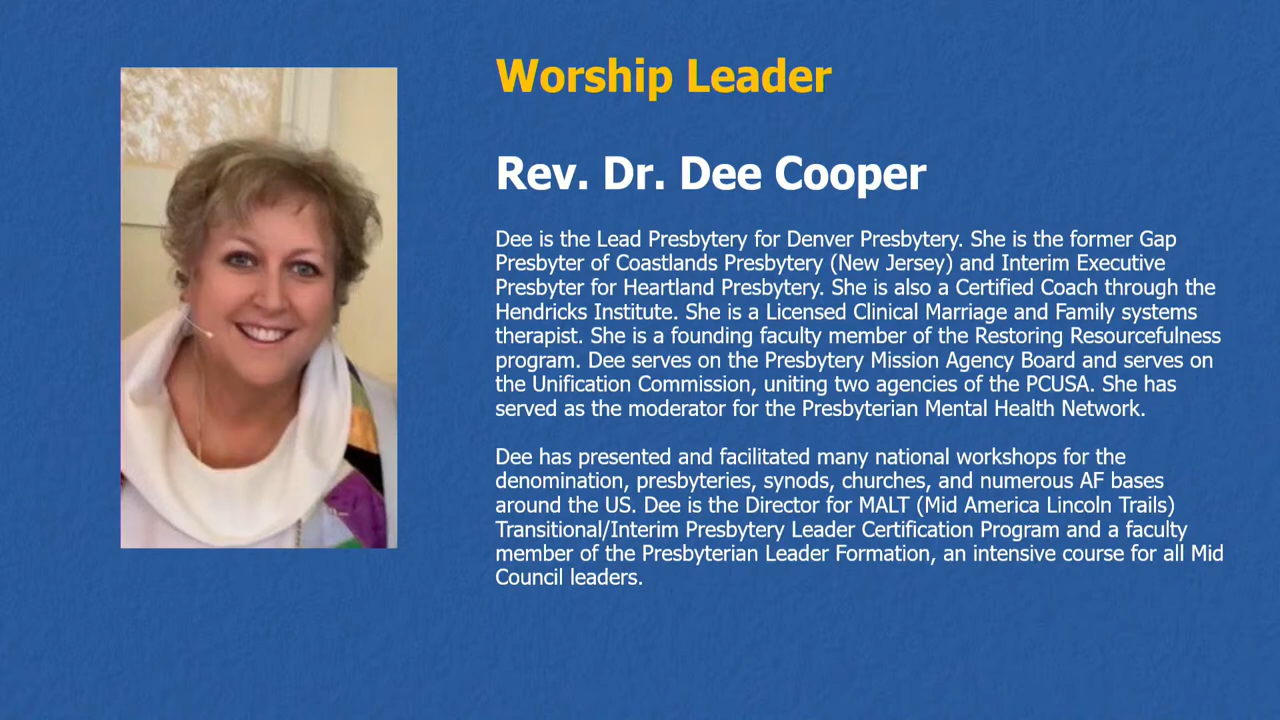 Worship Leader
Rev. Dr. Dee Cooper
Dee is the Lead Presbytery for Denver Presbytery. She is the former Gap
Presbyter of Coastlands Presbytery (New Jersey) and Interim Executive
Presbyter for Heartland Presbytery. She is also a Certified Coach through the
Hendricks Institute. She is a Licensed Clinical Marriage and Family systems
therapist. She is a founding faculty member of the Restoring Resourcefulness
program. Dee serves on the Presbytery Mission Agency Board and serves on
the Unification Commission, uniting two agencies of the PCUSA. She has
served as the moderator for the Presbyterian Mental Health Network.
Dee has presented and facilitated many national workshops for the
denomination, presbyteries, synods, churches, and numerous AF bases
around the US. Dee is the Director for MALT (Mid America Lincoln Trails)
Transitional/Interim Presbytery Leader Certification Program and a faculty
member of the Presbyterian Leader Formation, an intensive course for all Mid
Council leaders.